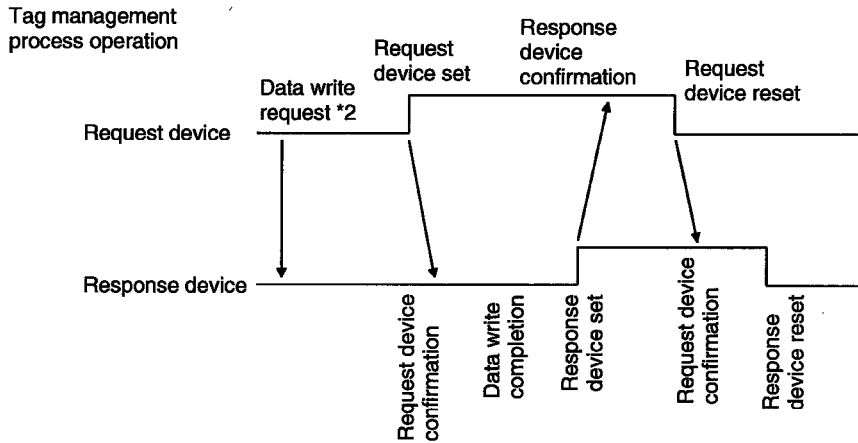 Tag management
process operation
Request
device set
Response
device
confirmation
Request
device reset
Data write
request *2
Request device
Response device
Request device
confirmation
Data write
completion
Response
device set
Request device
confirmation
Response
device reset